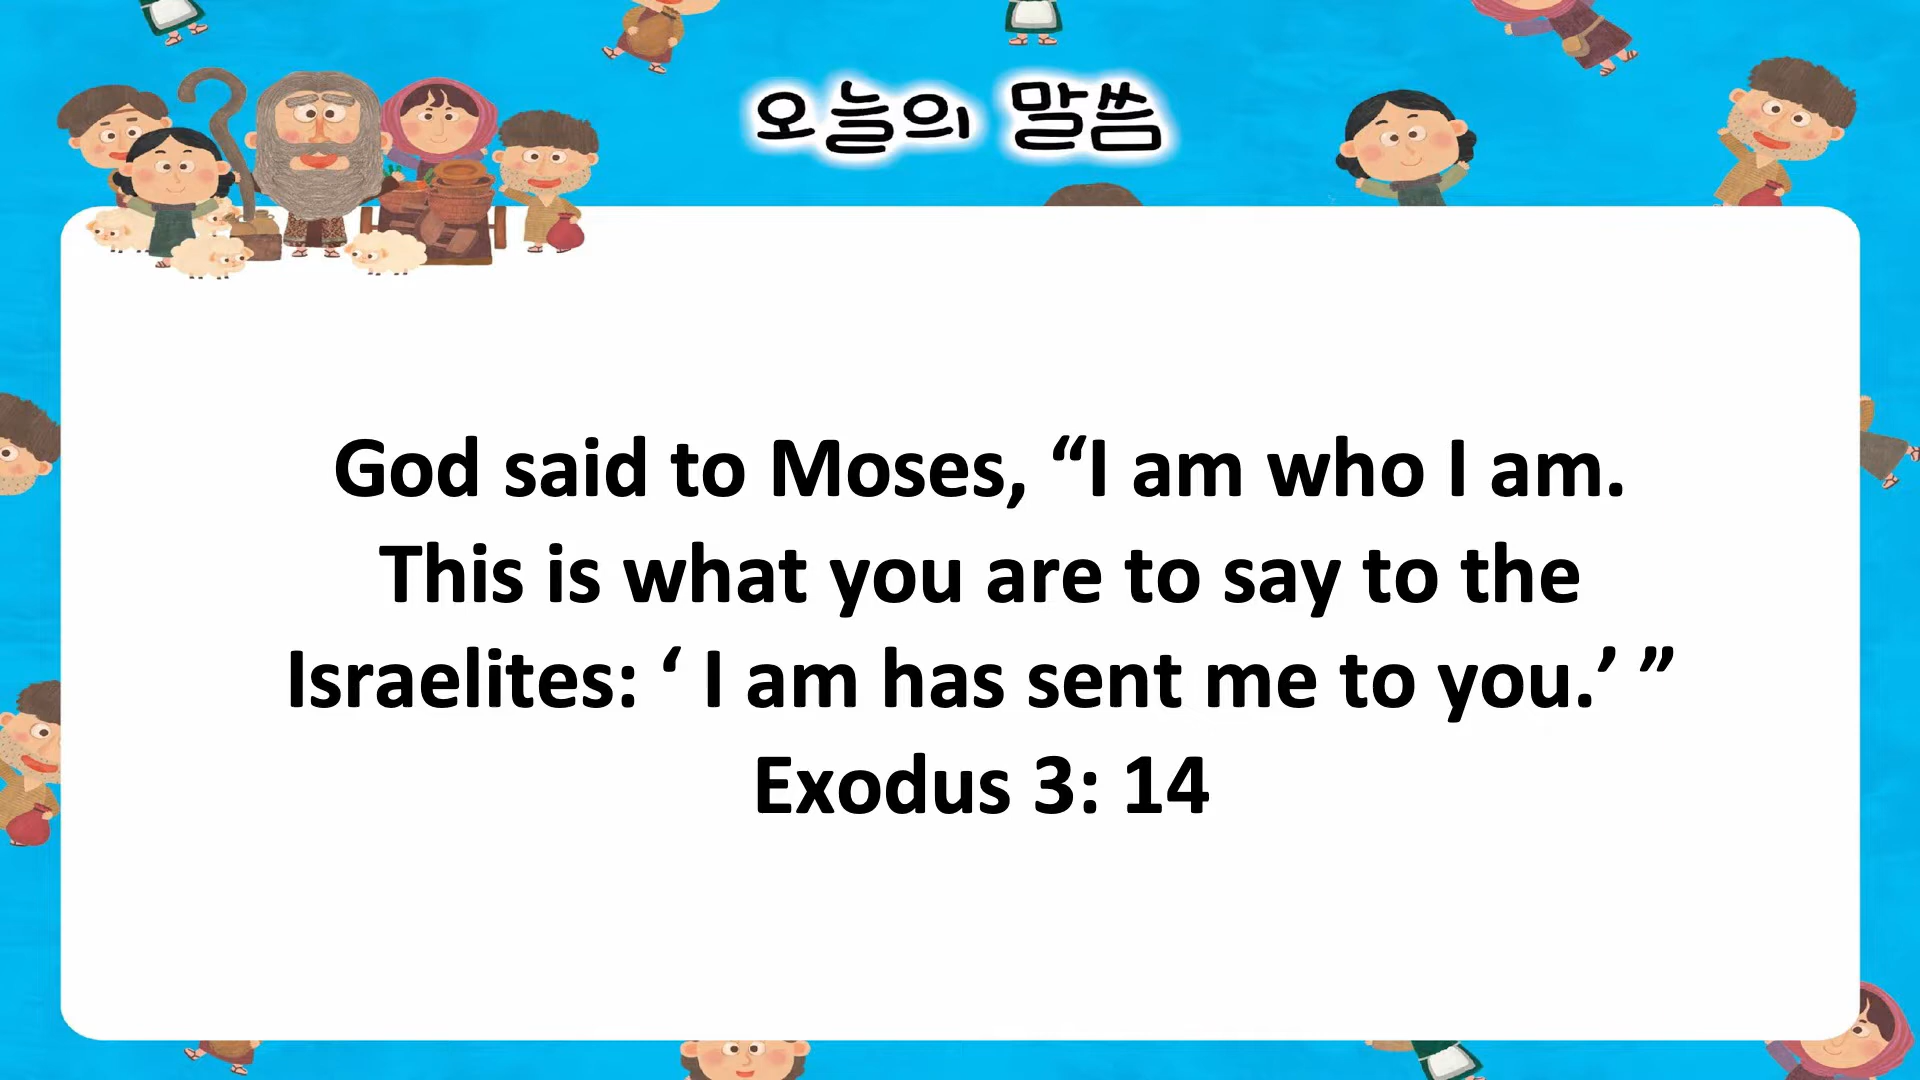 오늘의 말씀
God said to Moses, “I am who I am.
This is what you are to say to the
Israelites: ‘ I am has sent me to you.’ ”
Exodus 3: 14